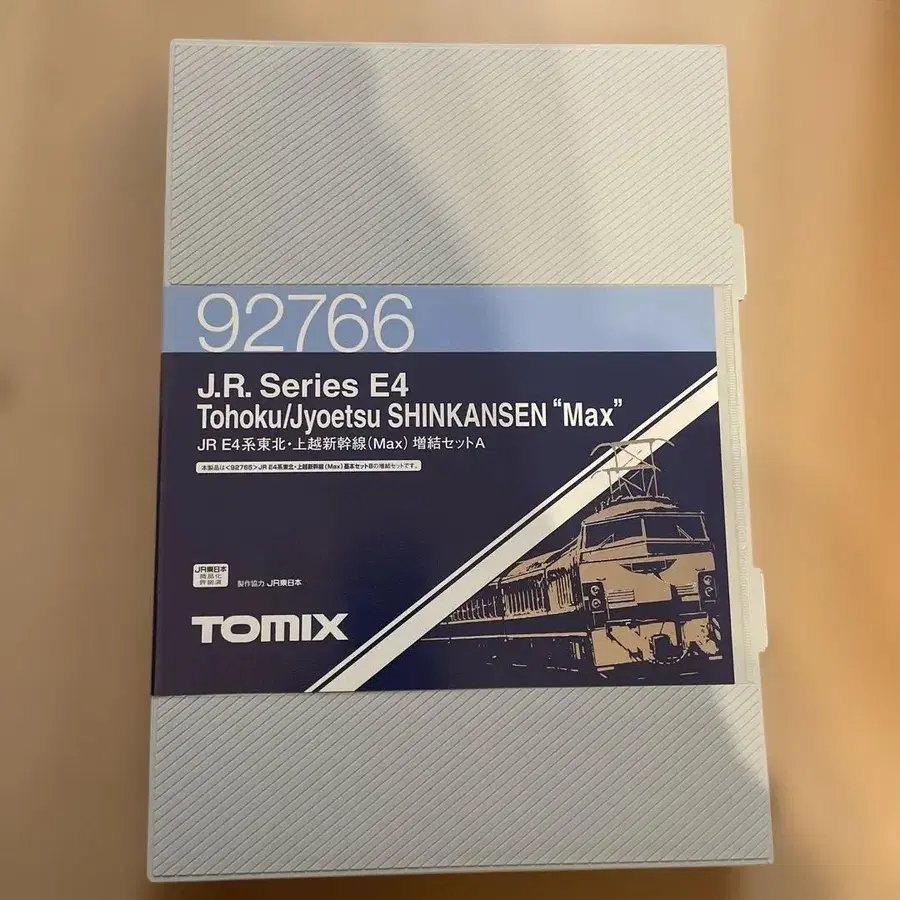 92766
J.R. Series E4
Tohoku/Jyoetsu SHINKANSEN “Max”
JR E4系東北・上越新幹線(Max) 増結セットA
本製品は<92765>JR E4系東北・上越新幹線(Max)基本セットBの増結セットです。
JR東日本
商品化
許諾済
製作協力 JR東日本
TOMIX